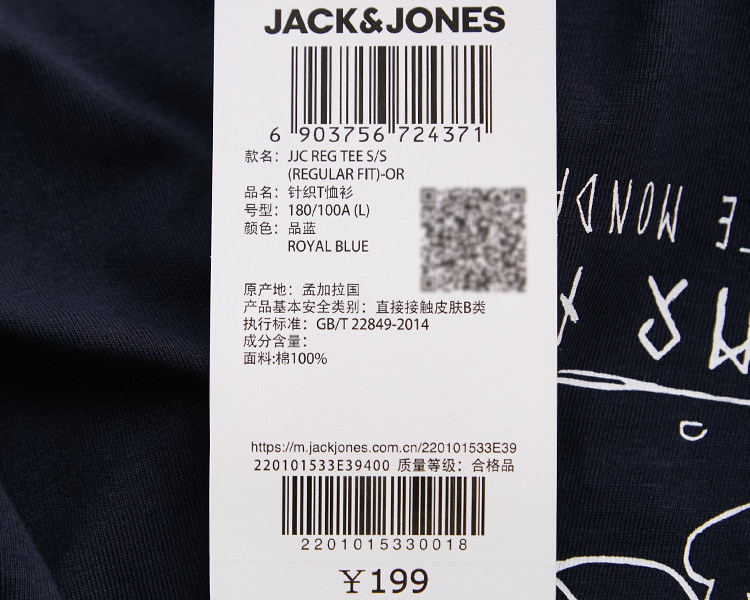 JACK&JONES
6 903756 724371
款名： JJC REG TEE S/S
(REGULAR FIT)-OR
品名： 针织T恤衫
号型： 180/100A (L)
颜色： 品蓝
ROYAL BLUE
原产地： 孟加拉国
产品基本安全类别： 直接接触皮肤B类
执行标准： GB/T 22849-2014
成分含量：
面料:棉100%
https://m.jackjones.com.cn/220101533E39
220101533E39400 质量等级：合格品
2201015330018
￥199